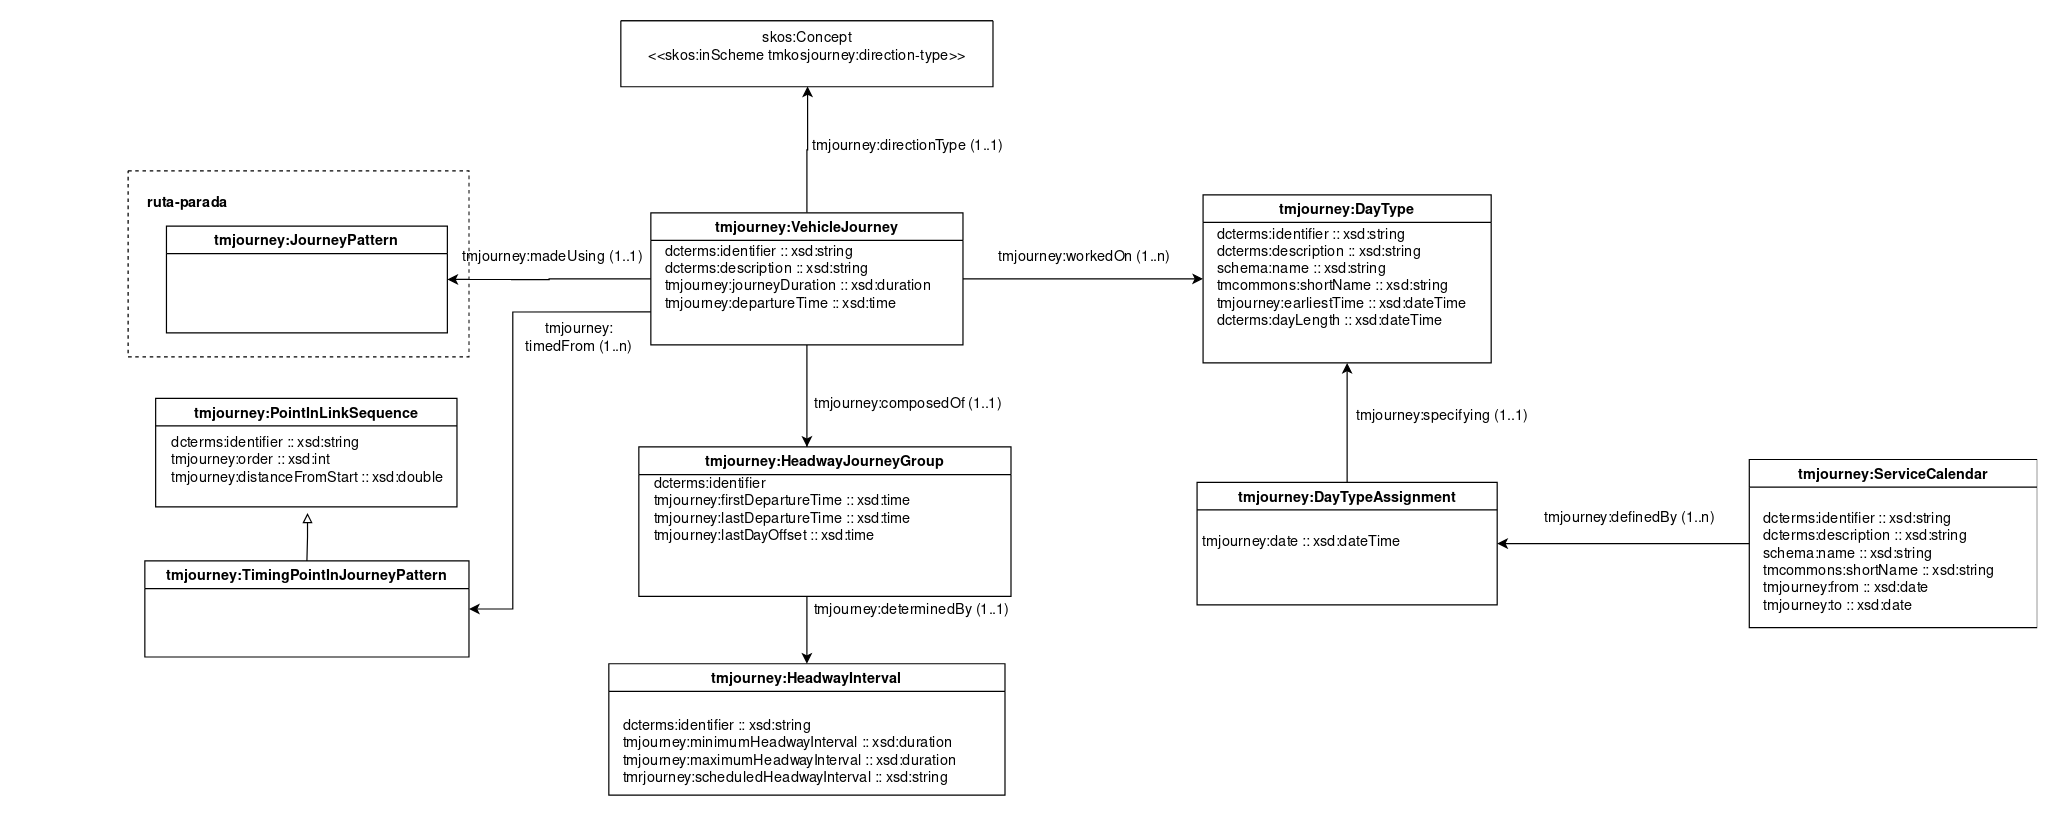 skos:Concept
<<skos:inScheme tmkosjourney:direction-type>>
tmjourney:directionType (1..1)
ruta-parada
tmjourney:JourneyPattern
tmjourney:madeUsing (1..1)
tmjourney:VehicleJourney
dcterms:identifier :: xsd:string
dcterms:description :: xsd:string
tmjourney:journeyDuration :: xsd:duration
tmjourney:departureTime :: xsd:time
tmjourney:workedOn (1..n)
tmjourney:DayType
dcterms:identifier :: xsd:string
dcterms:description :: xsd:string
schema:name :: xsd:string
tmcommons:shortName :: xsd:string
tmjourney:earliestTime :: xsd:dateTime
dcterms:dayLength :: xsd:dateTime
tmjourney:
timedFrom (1..n)
tmjourney:PointInLinkSequence
dcterms:identifier :: xsd:string
tmjourney:order :: xsd:int
tmjourney:distanceFromStart :: xsd:double
tmjourney:composedOf (1..1)
tmjourney:specifying (1..1)
tmjourney:HeadwayJourneyGroup
dcterms:identifier
tmjourney:firstDepartureTime :: xsd:time
tmjourney:lastDepartureTime :: xsd:time
tmjourney:lastDayOffset :: xsd:time
tmjourney:DayTypeAssignment
tmjourney:date :: xsd:dateTime
tmjourney:definedBy (1..n)
tmjourney:ServiceCalendar
dcterms:identifier :: xsd:string
dcterms:description :: xsd:string
schema:name :: xsd:string
tmcommons:shortName :: xsd:string
tmjourney:from :: xsd:date
tmjourney:to :: xsd:date
tmjourney:TimingPointInJourneyPattern
tmjourney:determinedBy (1..1)
tmjourney:HeadwayInterval
dcterms:identifier :: xsd:string
tmjourney:minimumHeadwayInterval :: xsd:duration
tmjourney:maximumHeadwayInterval :: xsd:duration
tmrjourney:scheduledHeadwayInterval :: xsd:string